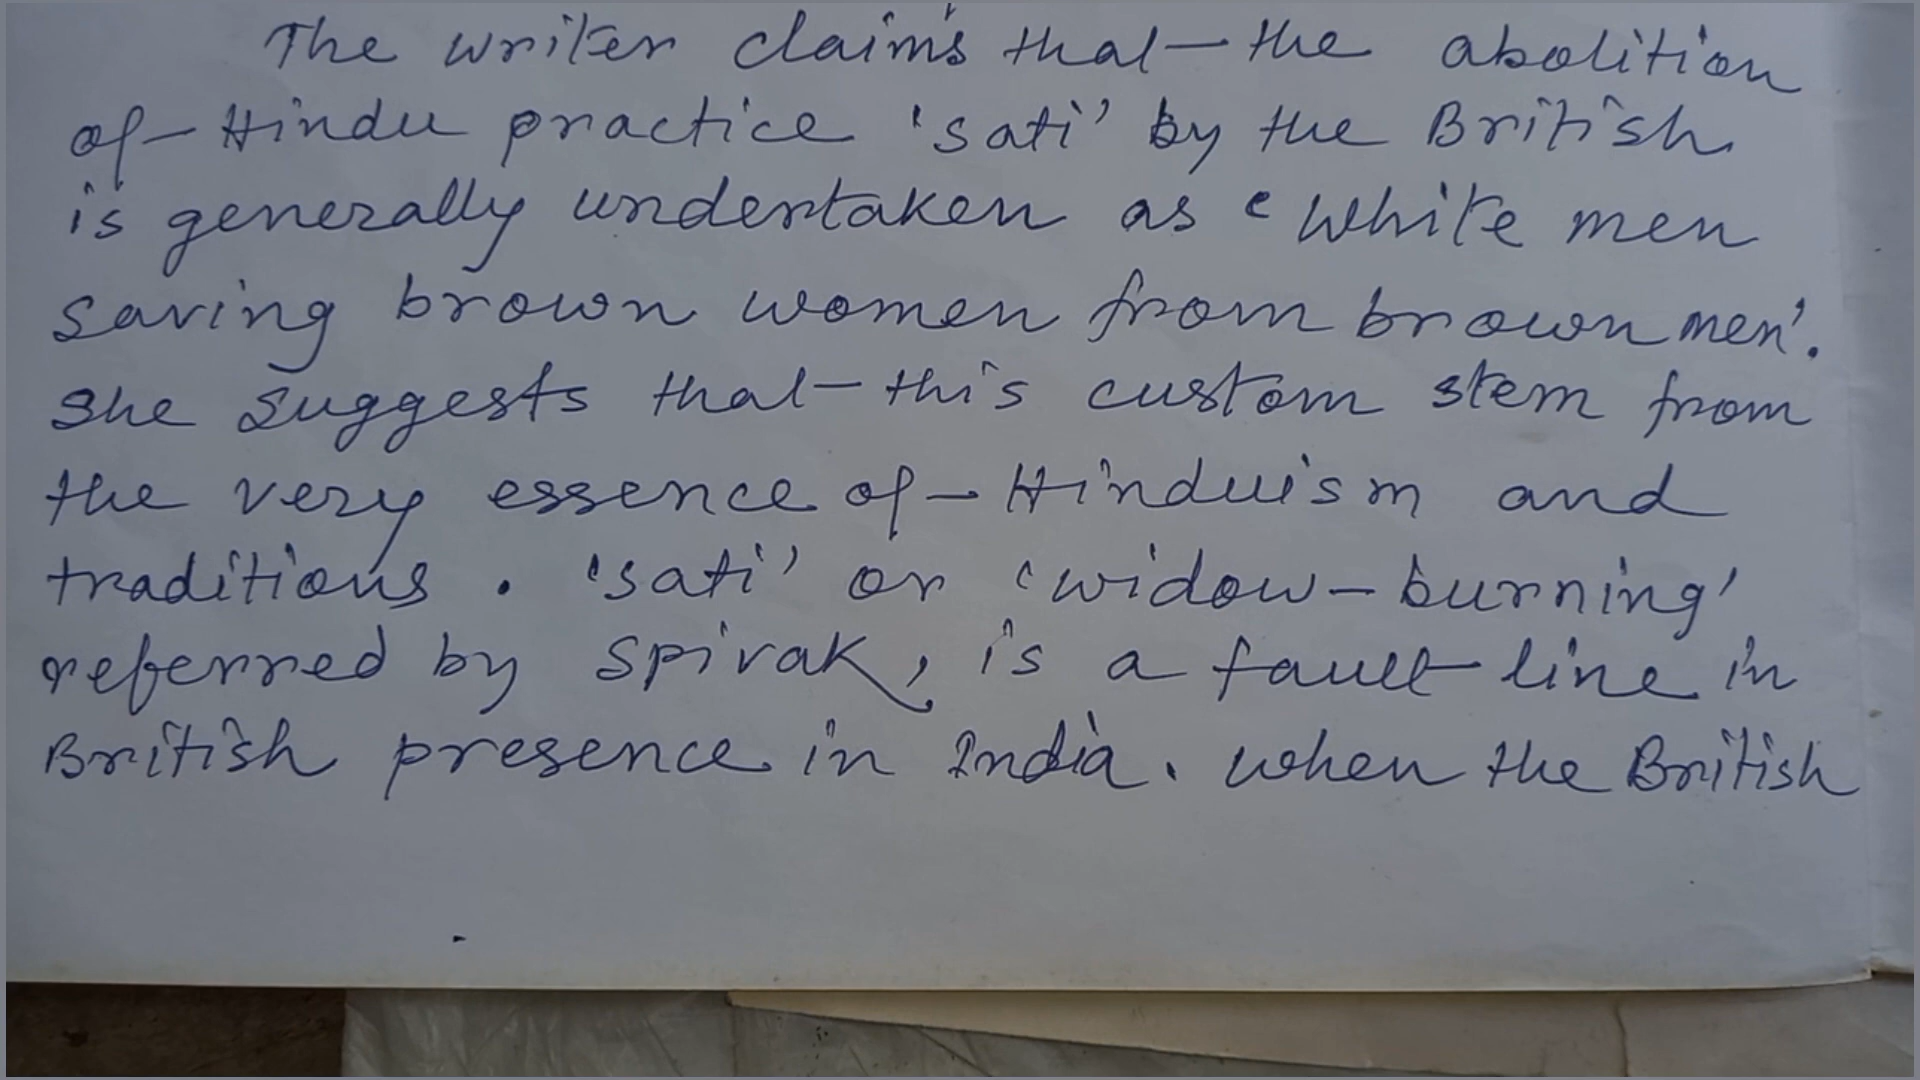 The writer claims that the abolition
of Hindu practice 'sati' by the British
is generally undertaken as 'White men
saving brown women from brown men'.
She suggests that this custom stem from
the very essence of Hinduism and
traditions. 'sati' or 'widow-burning'
referred by Spivak, is a fault line in
British presence in India. when the British